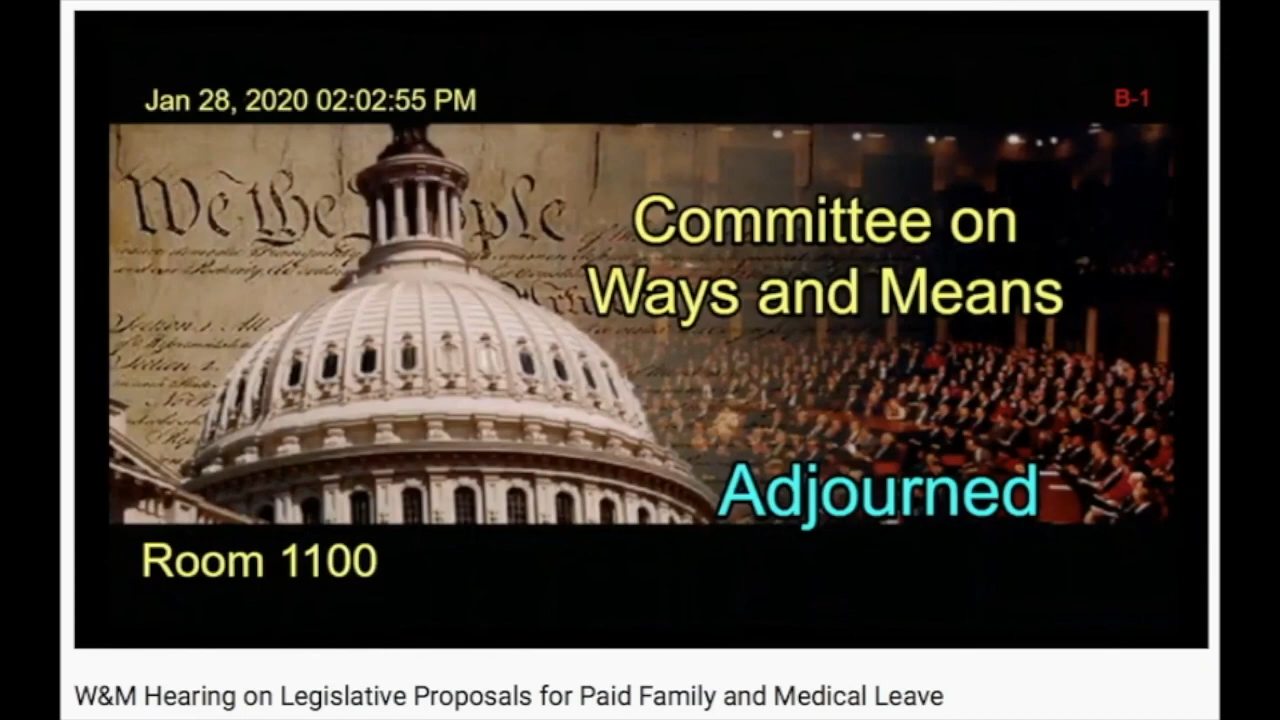 Jan 28, 2020 02:02:55 PM
B-1
We the People
Committee on
Ways and Means
Adjourned
Room 1100
W&M Hearing on Legislative Proposals for Paid Family and Medical Leave